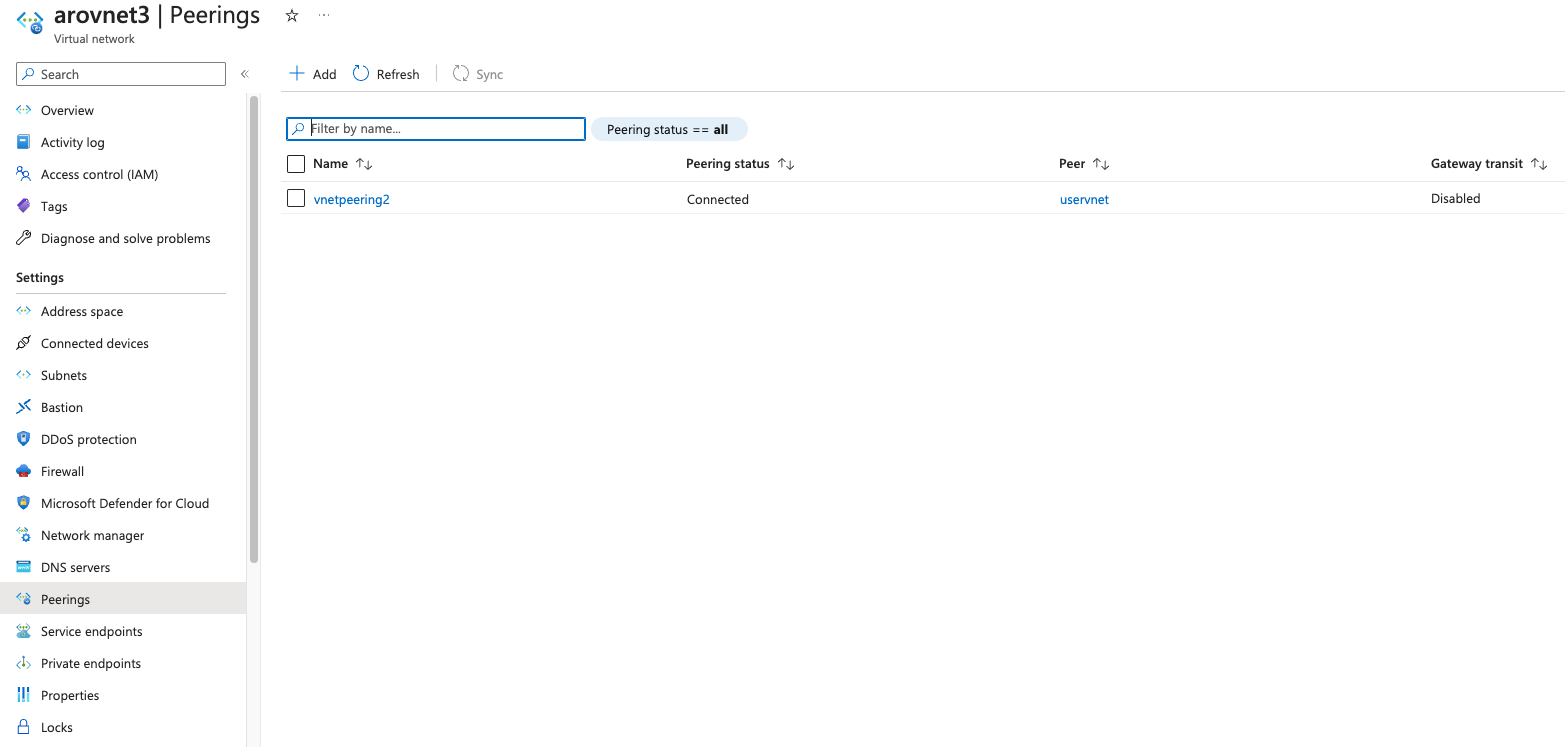 arovnet3 | Peerings
Virtual network
Search
Overview
Activity log
Access control (IAM)
Tags
Diagnose and solve problems
Settings
Address space
Connected devices
Subnets
Bastion
DDoS protection
Firewall
Microsoft Defender for Cloud
Network manager
DNS servers
Peerings
Service endpoints
Private endpoints
Properties
Locks
Add Refresh Sync
Filter by name... Peering status == all
Name Peering status Peer Gateway transit
vnetpeering2 Connected uservnet Disabled